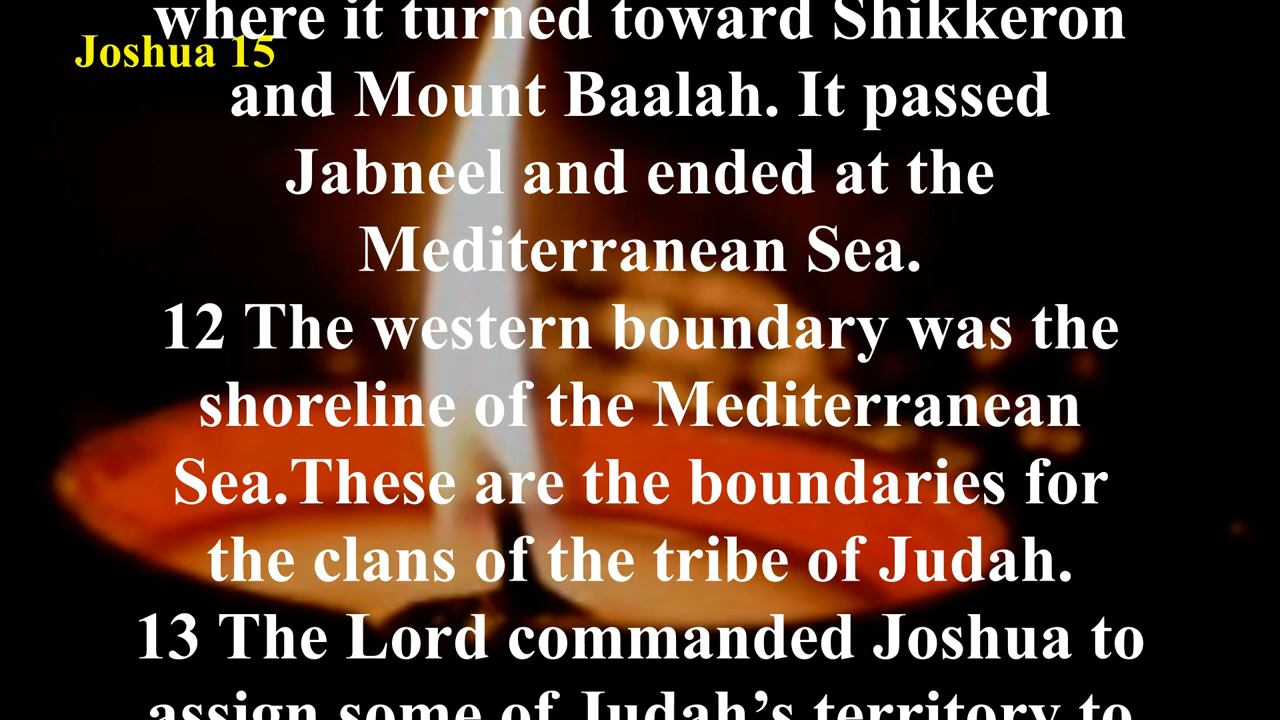 where it turned toward Shikkeron
Joshua 15
and Mount Baalah. It passed
Jabneel and ended at the
Mediterranean Sea.
12 The western boundary was the
shoreline of the Mediterranean
Sea.These are the boundaries for
the clans of the tribe of Judah.
13 The Lord commanded Joshua to
assign some of Judah’s territory to